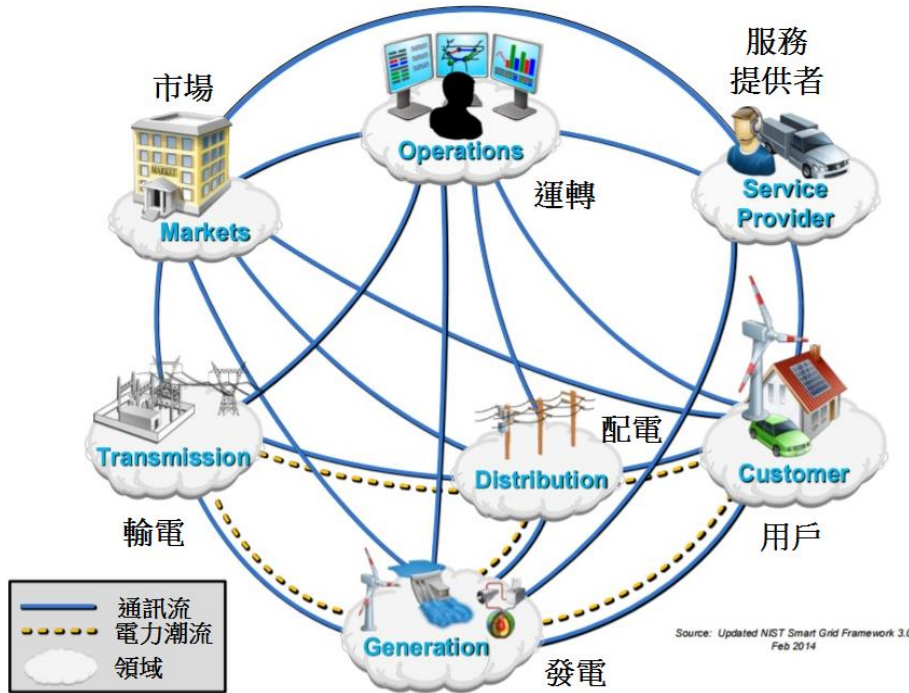 市場
服務
提供者
Operations
運轉
MARKET
Markets
Service
Provider
Transmission
輸電
配電
Distribution
Customer
用戶
Generation
發電
通訊流
電力潮流
領域
Source: Updated NIST Smart Grid Framework 3.0
Feb 2014